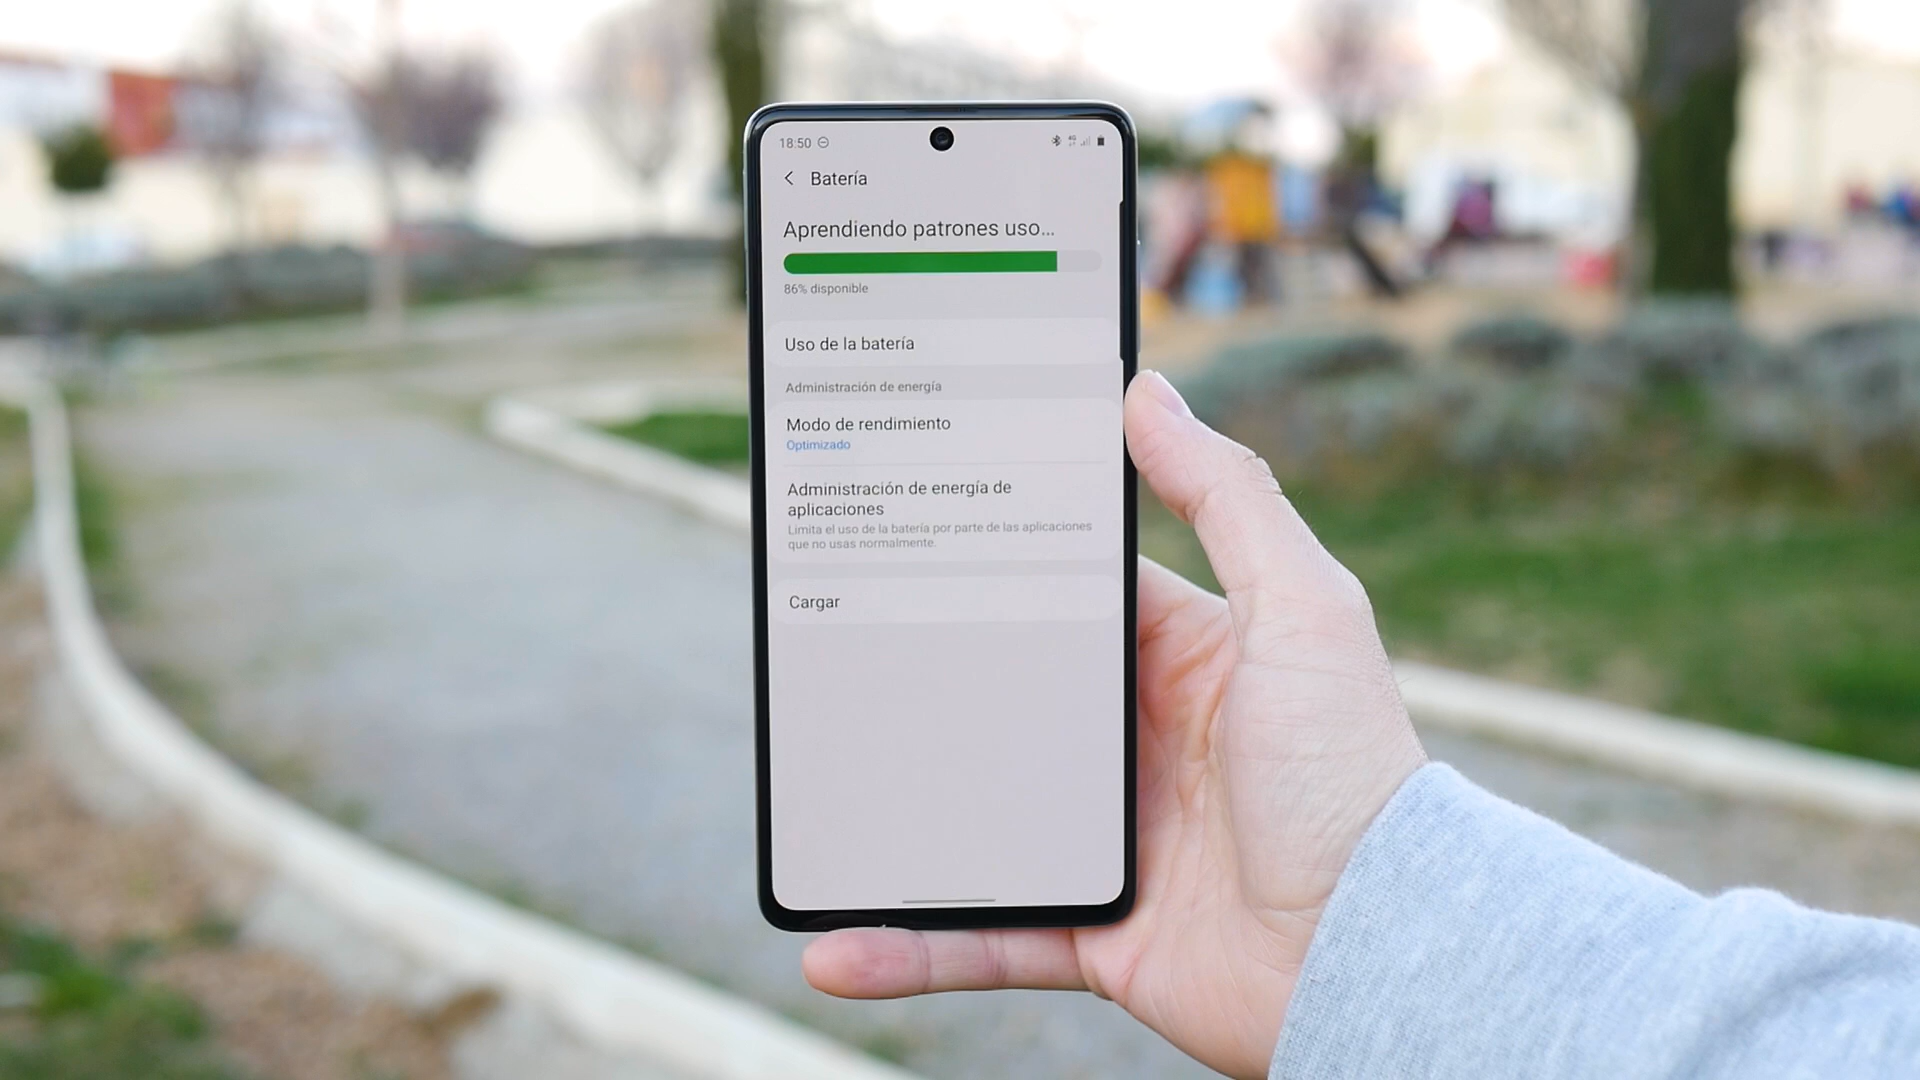 18:50
4G
Batería
Aprendiendo patrones uso...
86% disponible
Uso de la batería
Administración de energía
Modo de rendimiento
Optimizado
Administración de energía de
aplicaciones
Limita el uso de la batería por parte de las aplicaciones
que no usas normalmente.
Cargar